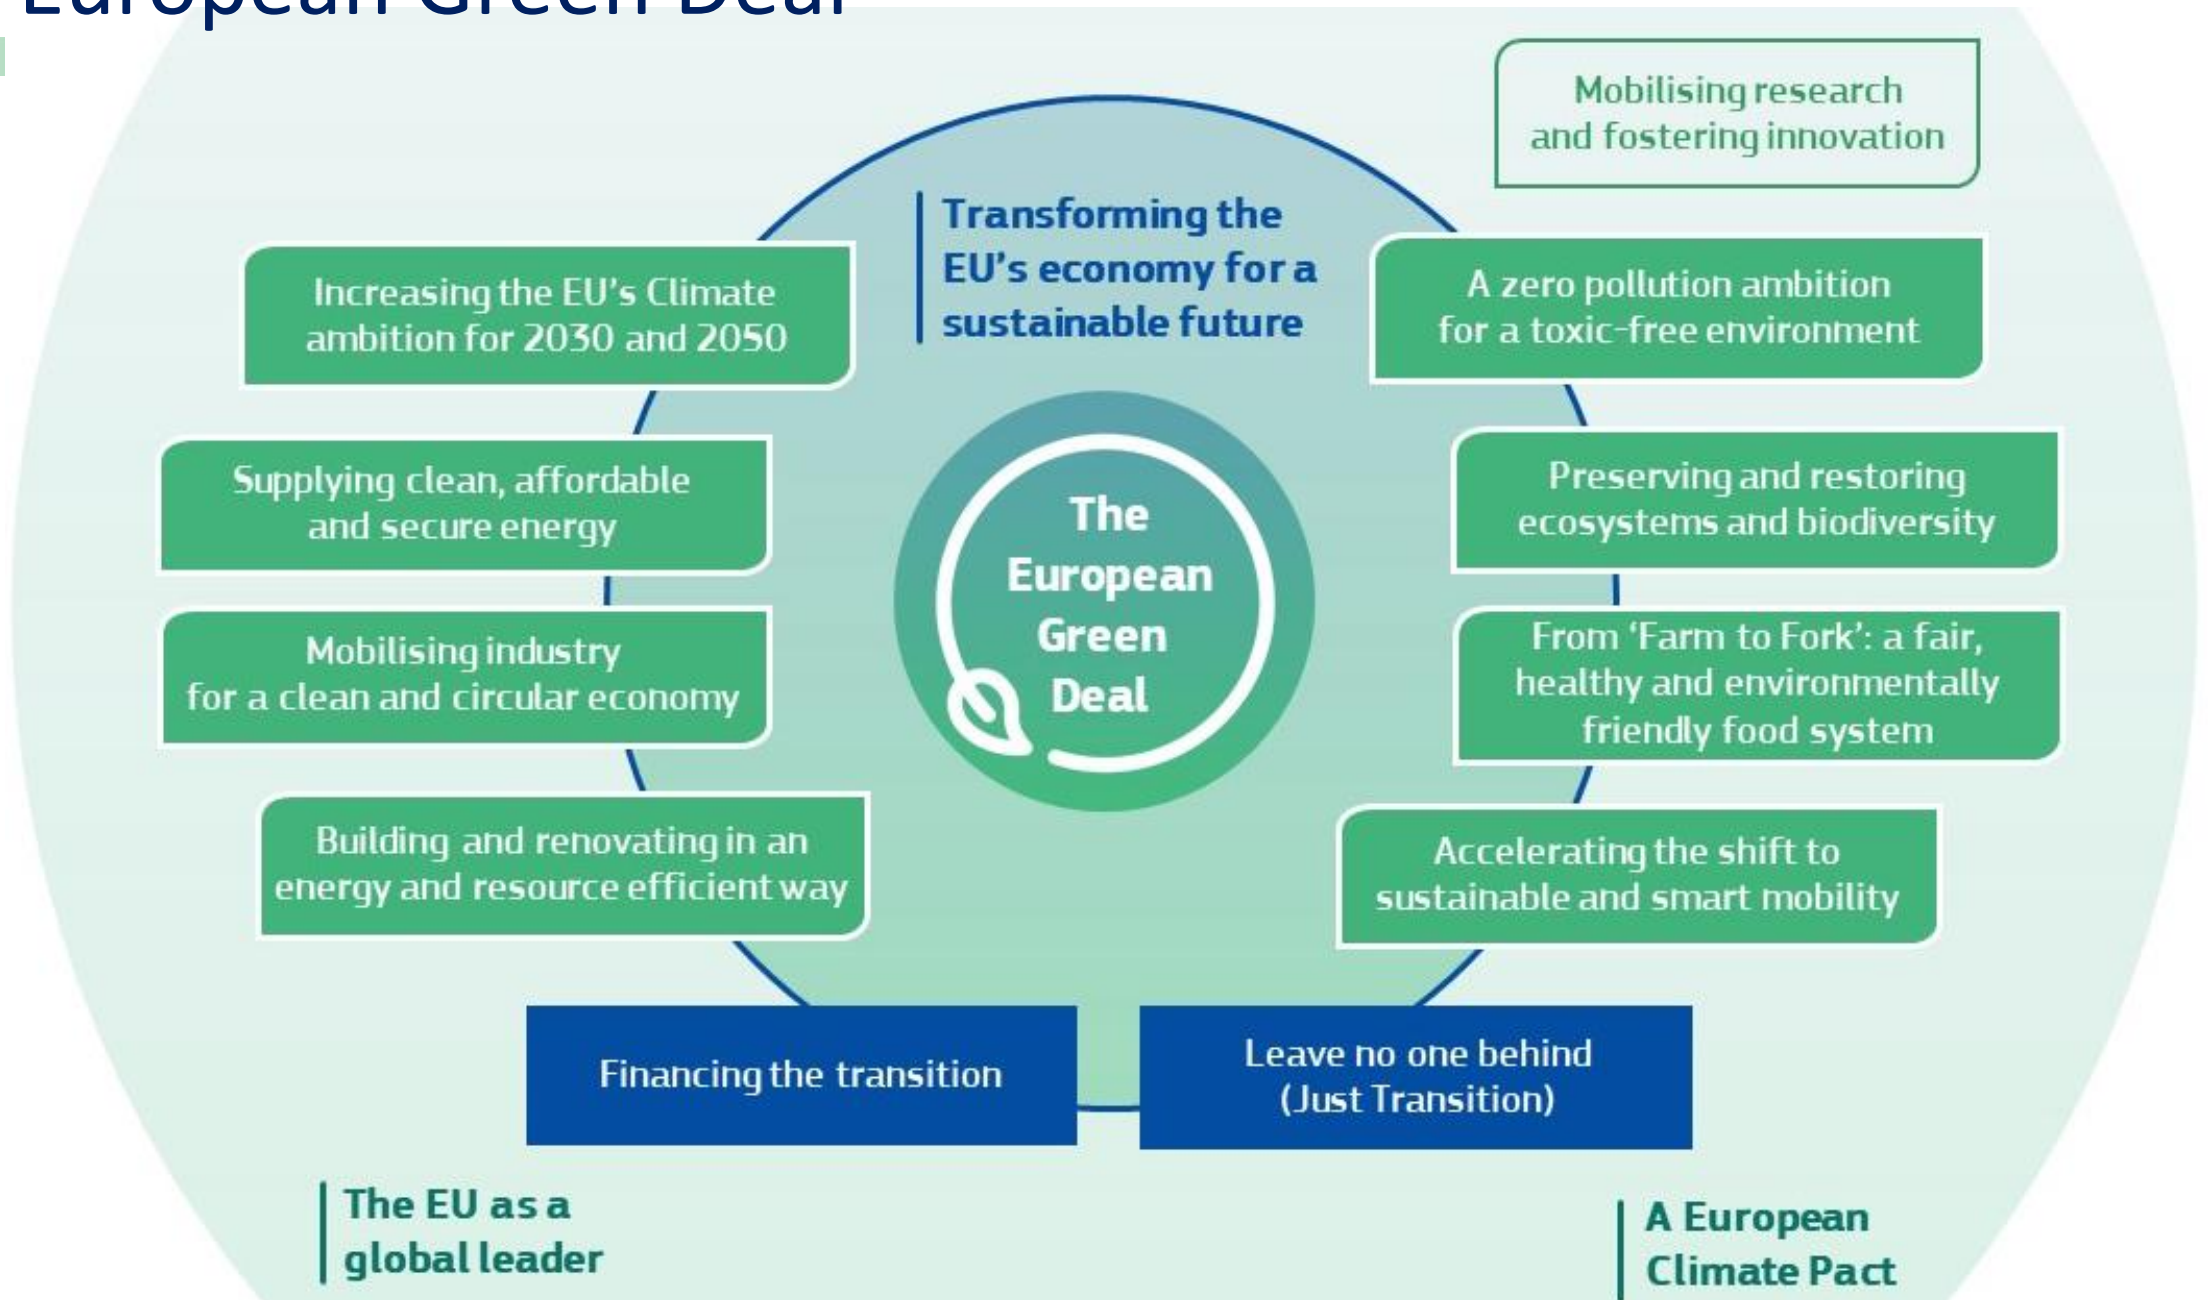 European Green Deal
Mobilising research
and fostering innovation
Transforming the
EU's economy for a
sustainable future
Increasing the EU's Climate
ambition for 2030 and 2050
A zero pollution ambition
for a toxic-free environment
Supplying clean, affordable
and secure energy
Preserving and restoring
ecosystems and biodiversity
The
European
Green
Deal
Mobilising industry
for a clean and circular economy
From ‘Farm to Fork’: a fair,
healthy and environmentally
friendly food system
Building and renovating in an
energy and resource efficient way
Accelerating the shift to
sustainable and smart mobility
Financing the transition
Leave no one behind
(Just Transition)
The EU as a
global leader
A European
Climate Pact